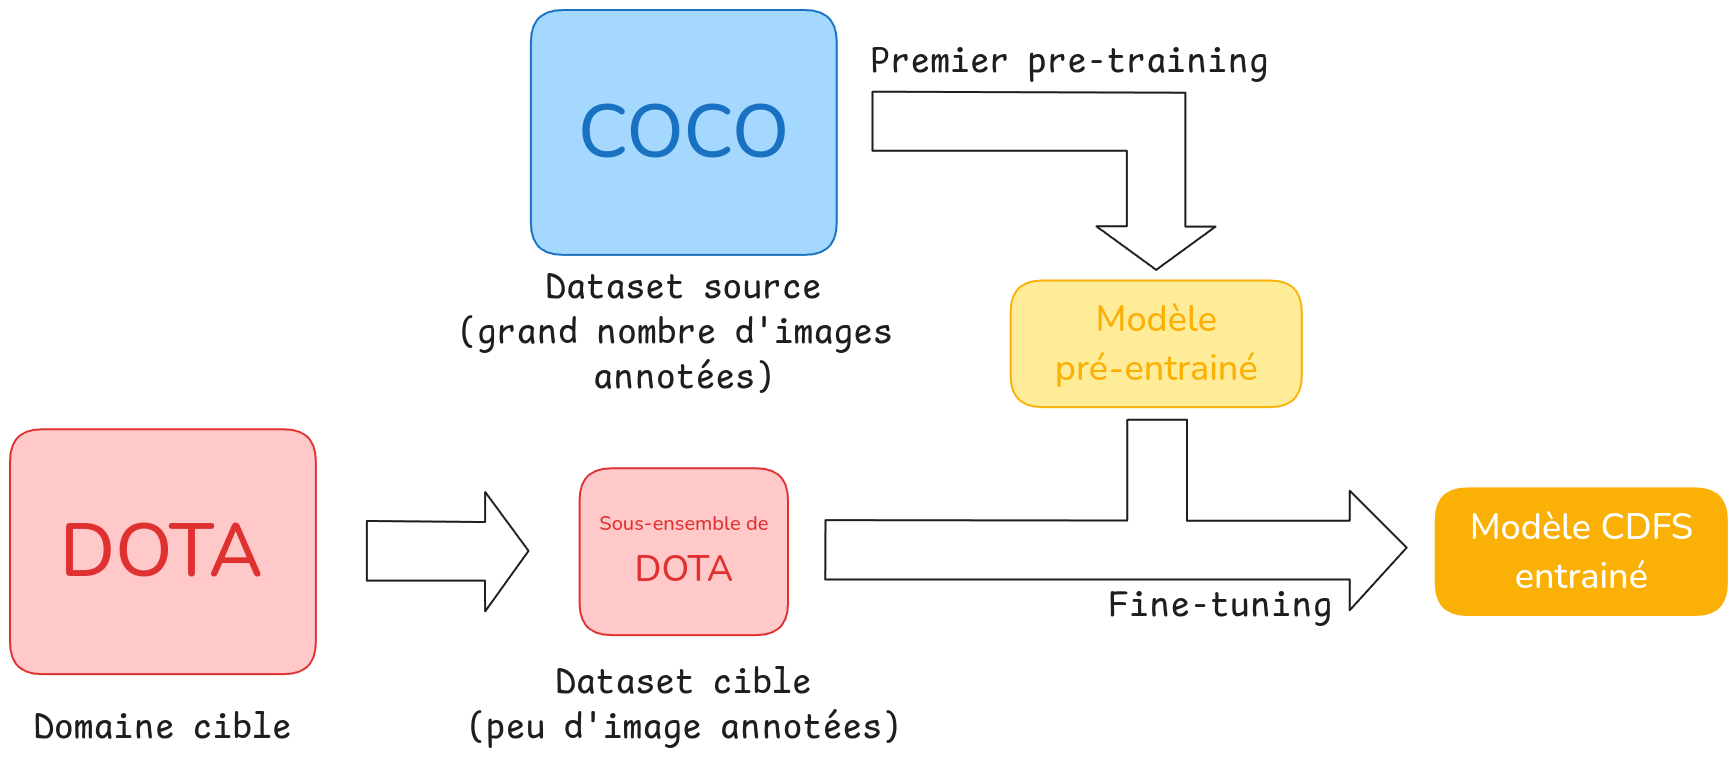 COCO
Premier pre-training
Dataset source
(grand nombre d'images
annotées)
Modèle
pré-entrainé
DOTA
Domaine cible
Sous-ensemble de
DOTA
Dataset cible
(peu d'image annotées)
Fine-tuning
Modèle CDFS
entrainé